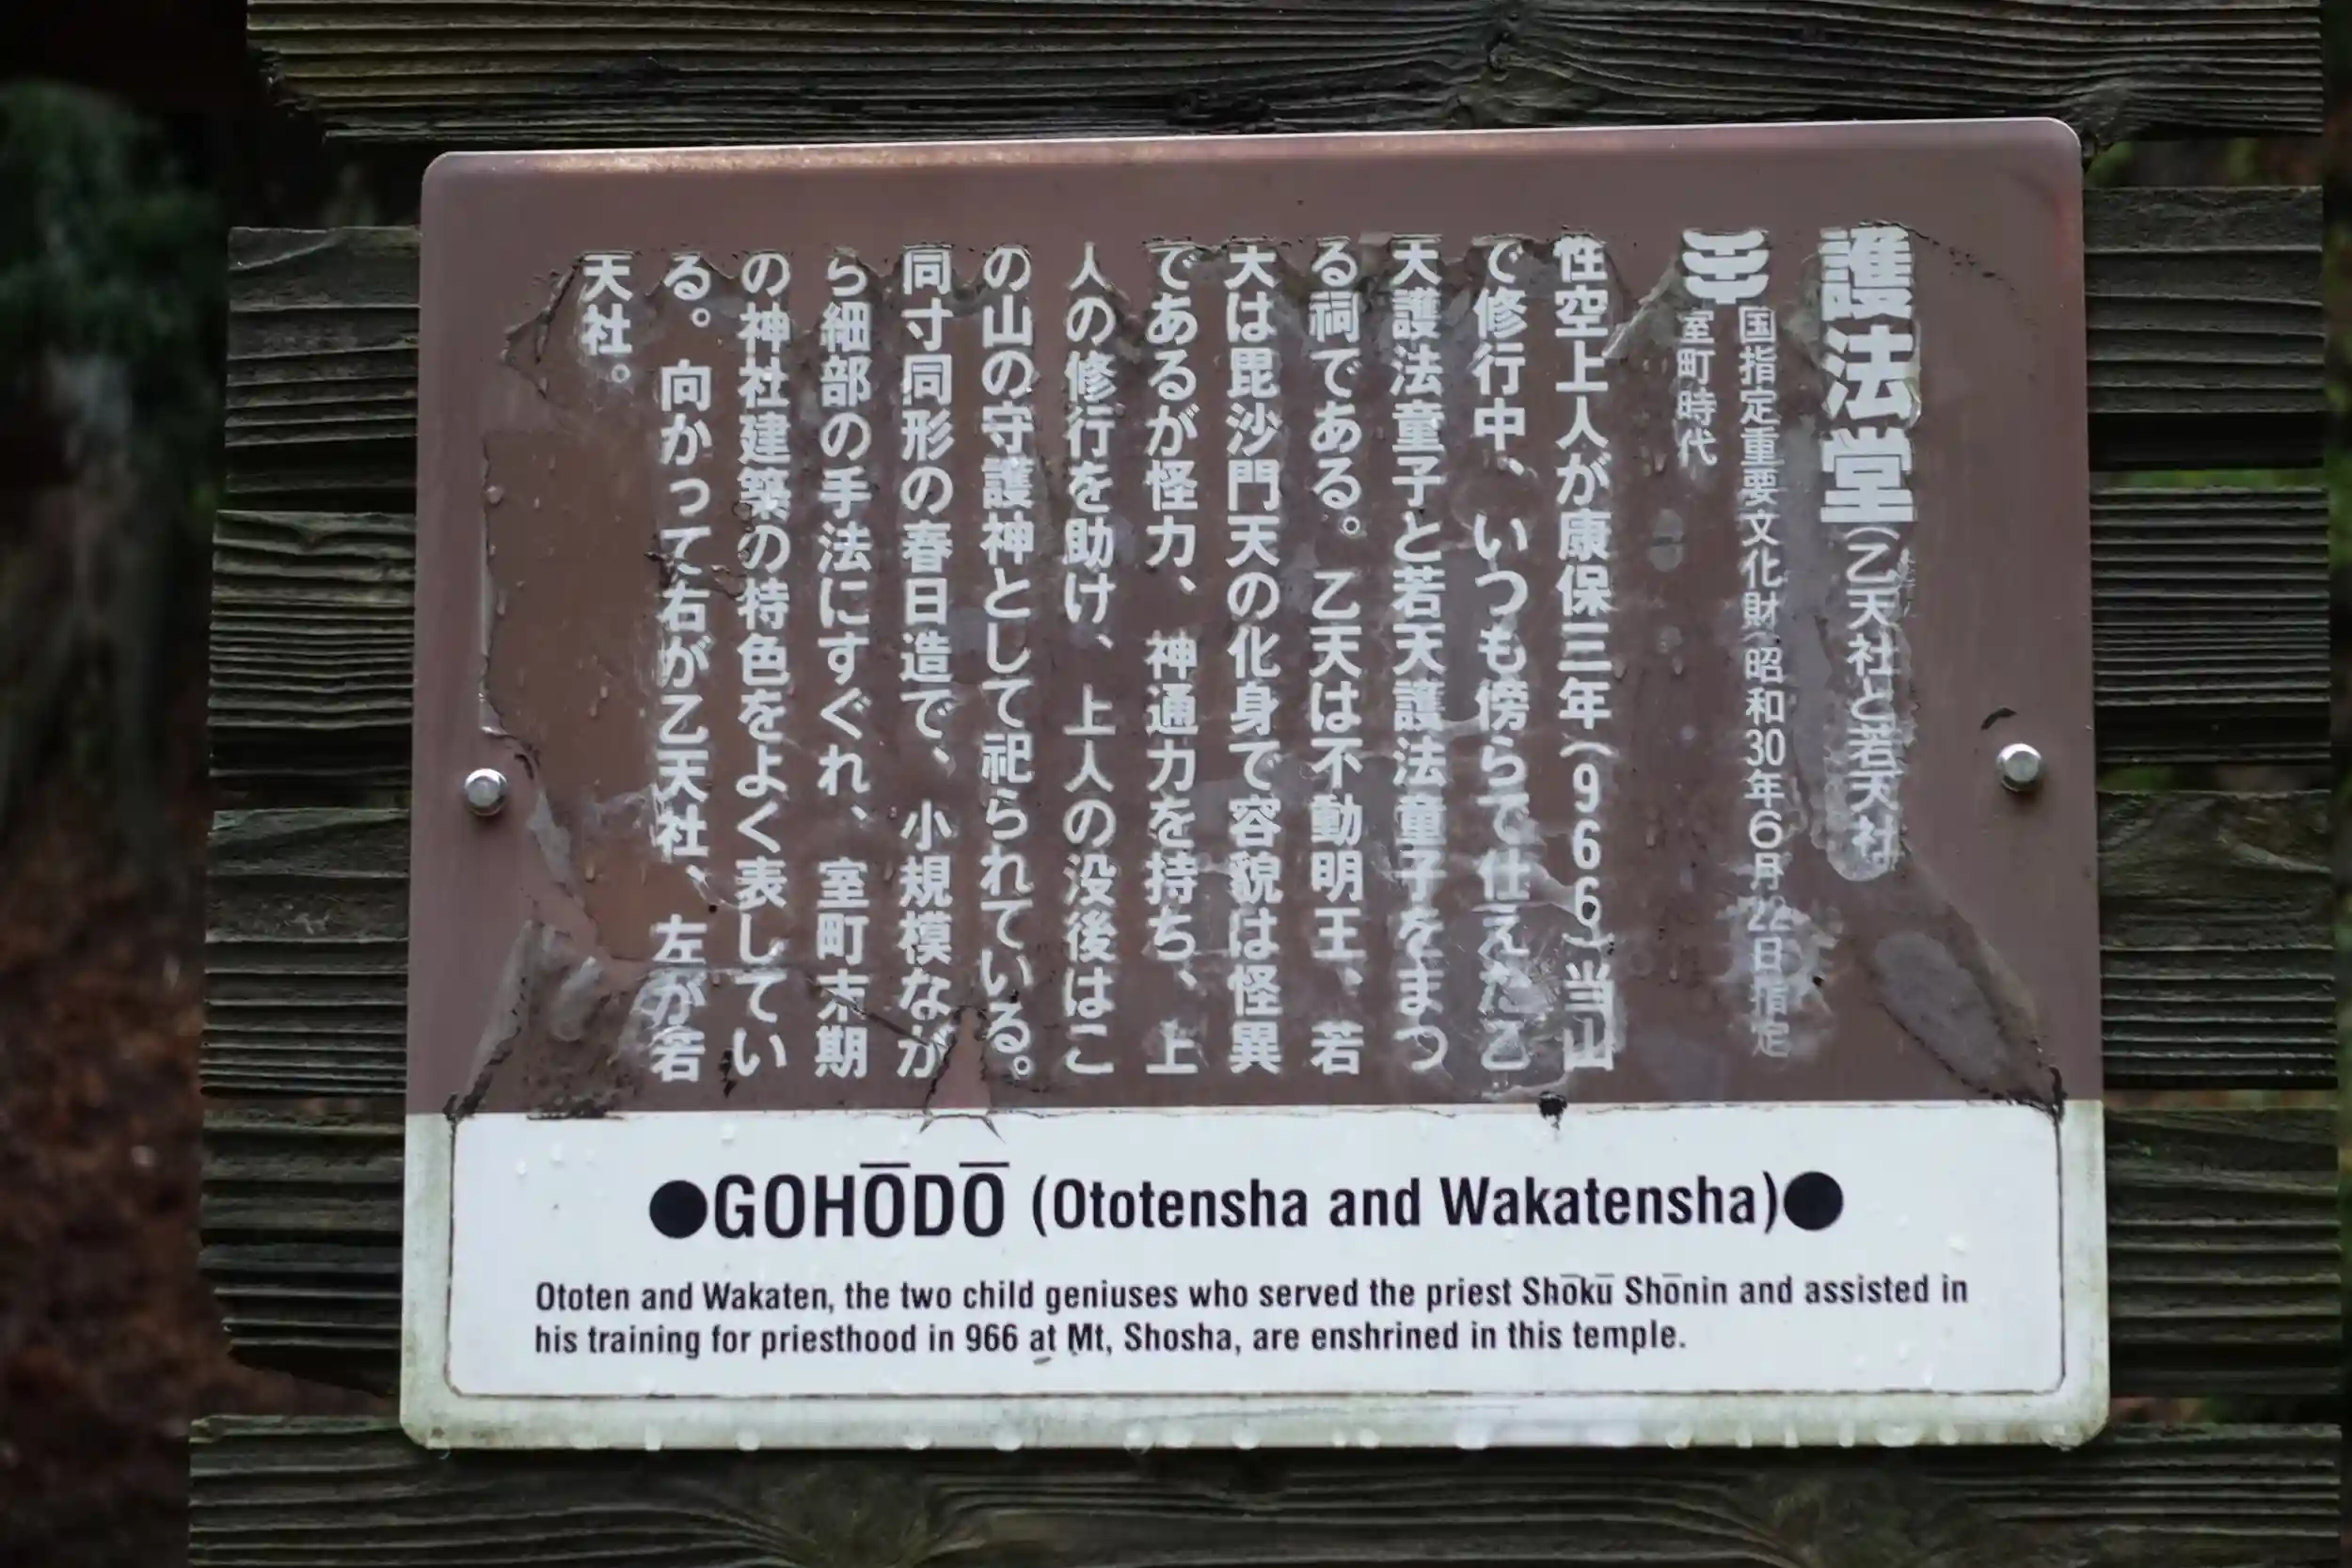 護法堂(乙天社と若天社)
国指定重要文化財(昭和30年6月22日指定)
室町時代
性空上人が康保三年(966)当山
で修行中、いつも傍らで仕えた乙
天護法童子と若天護法童子をまつ
る祠である。乙天は不動明王、若
天は毘沙門天の化身で容貌は怪異
であるが怪力、神通力を持ち、上
人の修行を助け、上人の没後はこ
の山の守護神として祀られている。
同寸同形の春日造で、小規模なが
ら細部の手法にすぐれ、室町末期
の神社建築の特色をよく表してい
る。向かって右が乙天社、左が若
天社。
●GOHŌDŌ (Ototensha and Wakatensha)●
Ototen and Wakaten, the two child geniuses who served the priest Shōkū Shōnin and assisted in
his training for priesthood in 966 at Mt, Shosha, are enshrined in this temple.